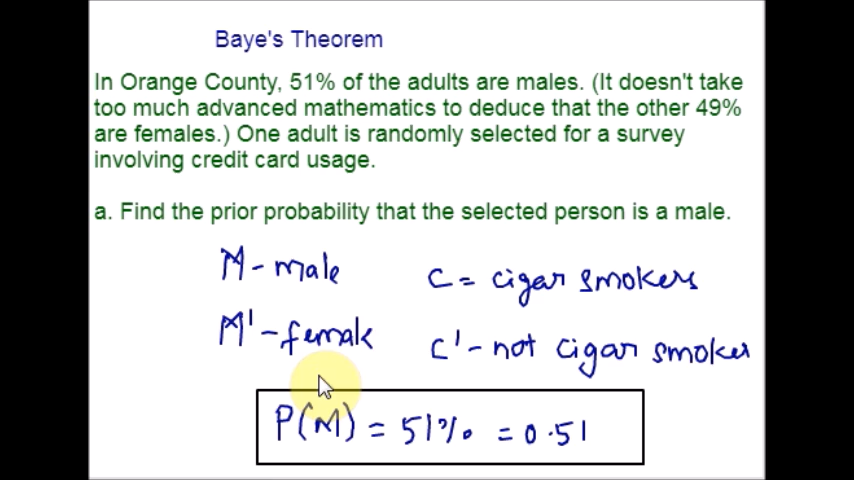 Baye's Theorem
In Orange County, 51% of the adults are males. (It doesn't take
too much advanced mathematics to deduce that the other 49%
are females.) One adult is randomly selected for a survey
involving credit card usage.
a. Find the prior probability that the selected person is a male.
M - male
C = cigar smokers
M' - female
C' - not cigar smoker
P(M) = 51% = 0.51